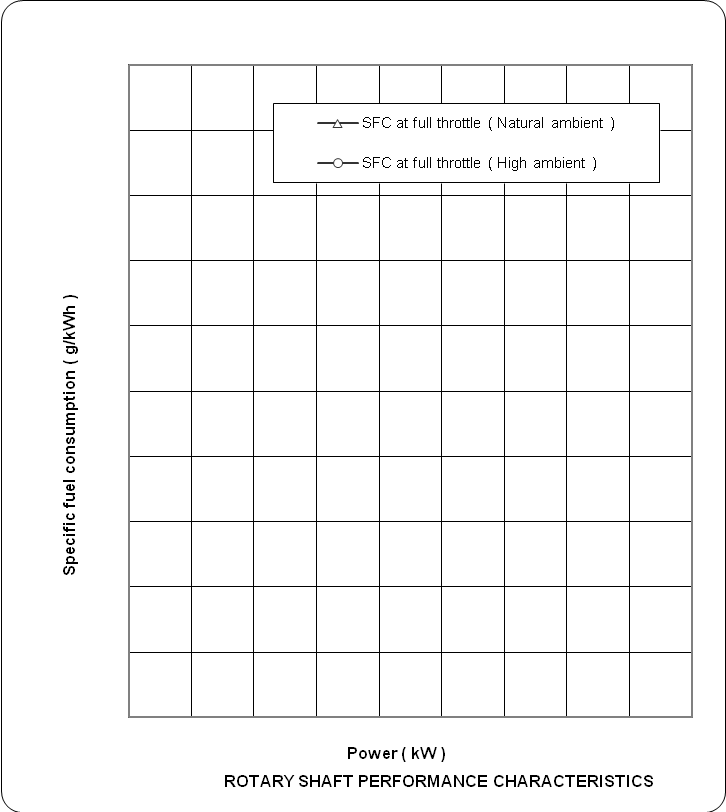 SFC at full throttle ( Natural ambient )
SFC at full throttle ( High ambient )
Specific fuel consumption ( g/kWh )
Power ( kW )
ROTARY SHAFT PERFORMANCE CHARACTERISTICS